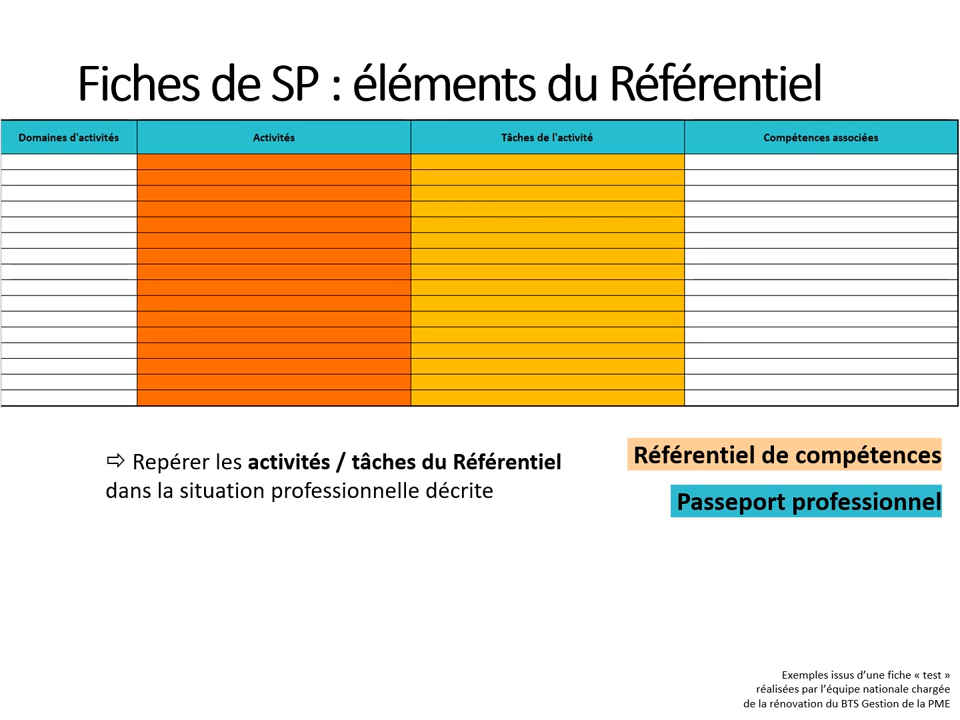 Fiches de SP : éléments du Référentiel
Domaines d'activités
Activités
Tâches de l'activité
Compétences associées
⇨ Repérer les activités / tâches du Référentiel
dans la situation professionnelle décrite
Référentiel de compétences
Passeport professionnel
Exemples issus d’une fiche « test »
réalisées par l’équipe nationale chargée
de la rénovation du BTS Gestion de la PME